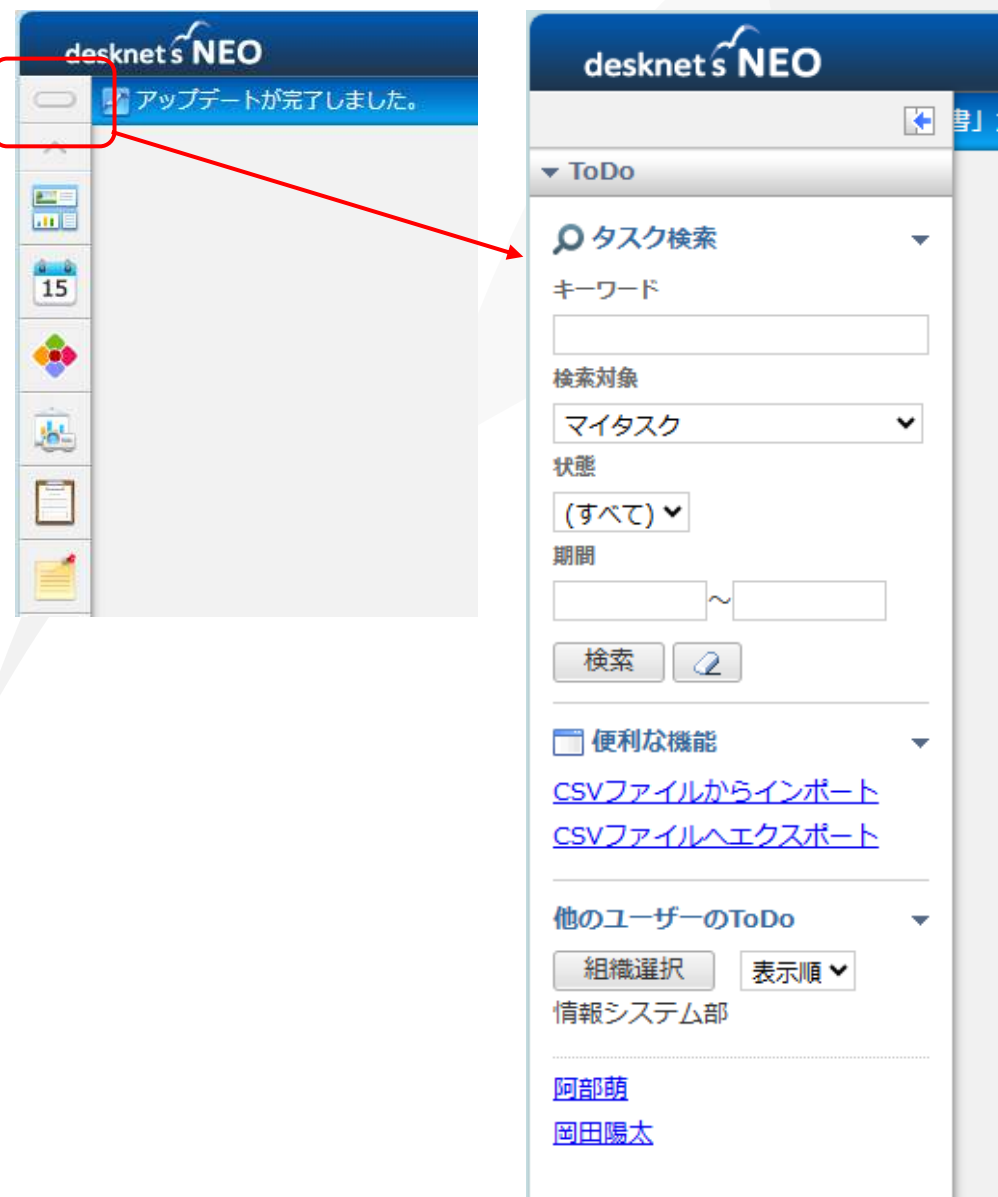 desknet's NEO
アップデートが完了しました。
15
desknet's NEO
書」
ToDo
タスク検索
キーワード
検索対象
マイタスク
状態
(すべて)
期間
～
検索
便利な機能
CSVファイルからインポート
CSVファイルへエクスポート
他のユーザーのToDo
組織選択 表示順
情報システム部
阿部萌
岡田陽太